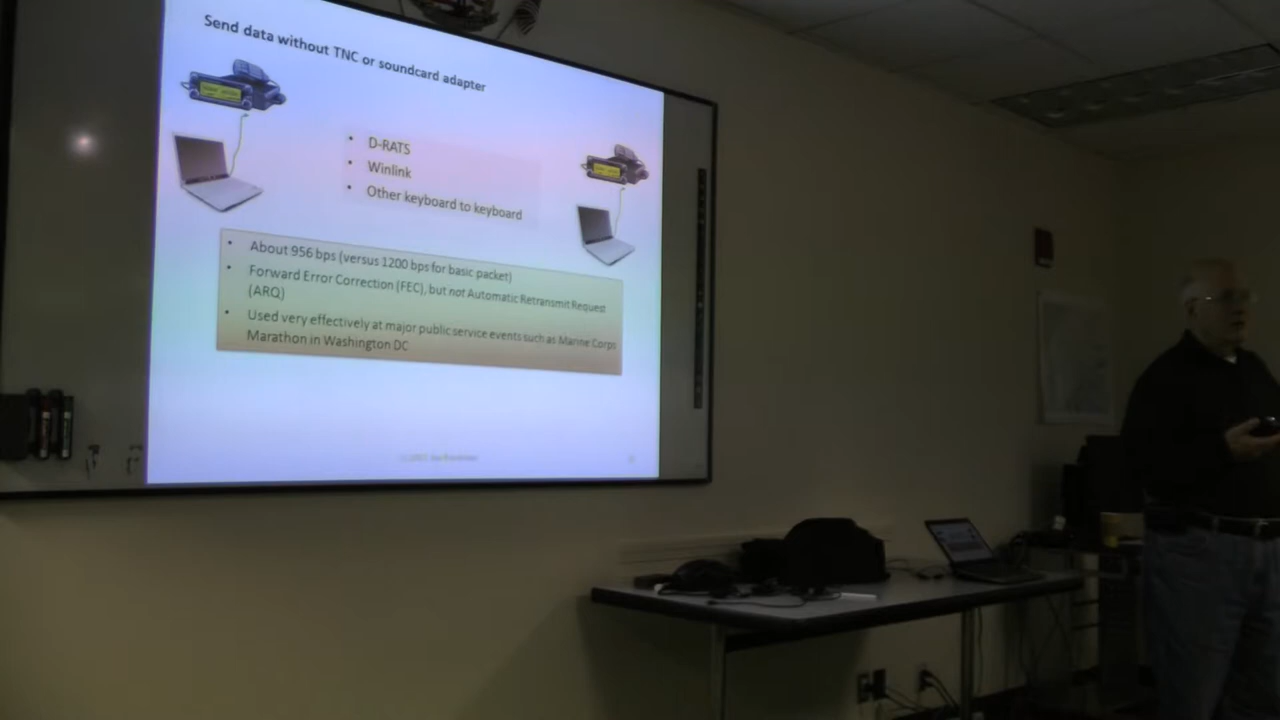 Send data without TNC or soundcard adapter
• D-RATS
• Winlink
• Other keyboard to keyboard
• About 956 bps (versus 1200 bps for basic packet)
• Forward Error Correction (FEC), but not Automatic Retransmit Request
(ARQ)
• Used very effectively at major public service events such as Marine Corps
Marathon in Washington DC